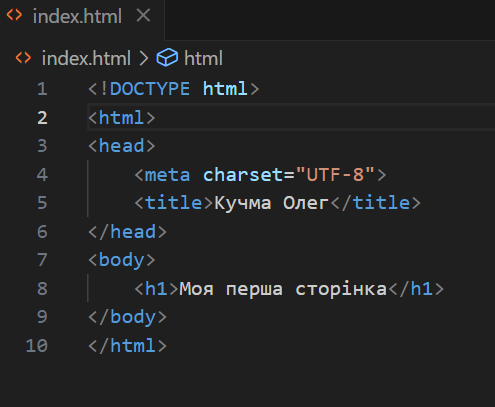 index.html
index.html > html
1 <!DOCTYPE html>
2 <html>
3 <head>
4     <meta charset="UTF-8">
5     <title>Кучма Олег</title>
6 </head>
7 <body>
8     <h1>Моя перша сторінка</h1>
9 </body>
10 </html>